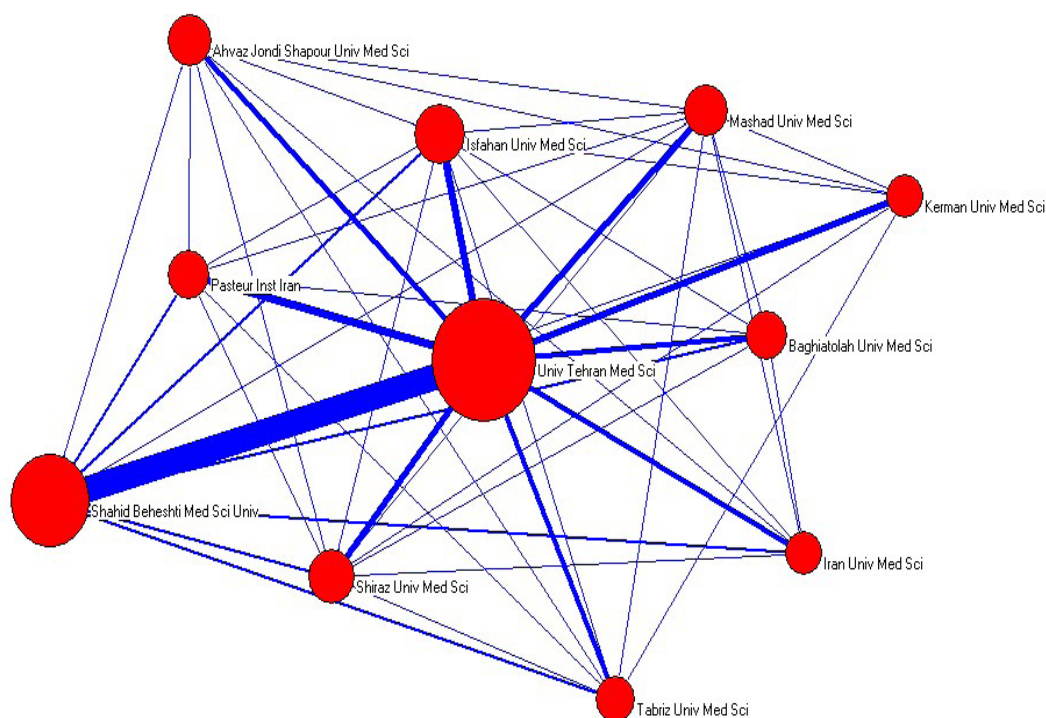 Ahvaz Jondi Shapour Univ Med Sci
Mashad Univ Med Sci
Isfahan Univ Med Sci
Kerman Univ Med Sci
Pasteur Inst Iran
Baghiatolah Univ Med Sci
Univ Tehran Med Sci
Shahid Beheshti Med Sci Univ
Iran Univ Med Sci
Shiraz Univ Med Sci
Tabriz Univ Med Sci